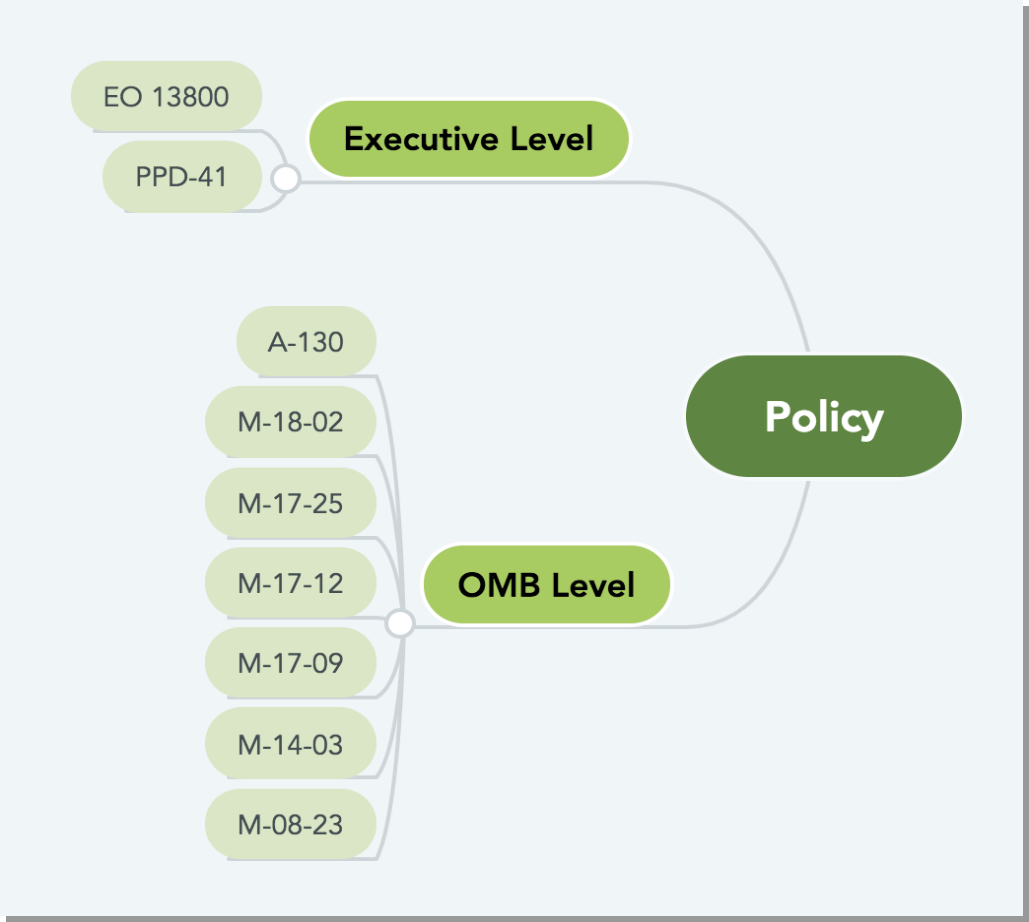 EO 13800
Executive Level
PPD-41
A-130
M-18-02
Policy
M-17-25
M-17-12
OMB Level
M-17-09
M-14-03
M-08-23